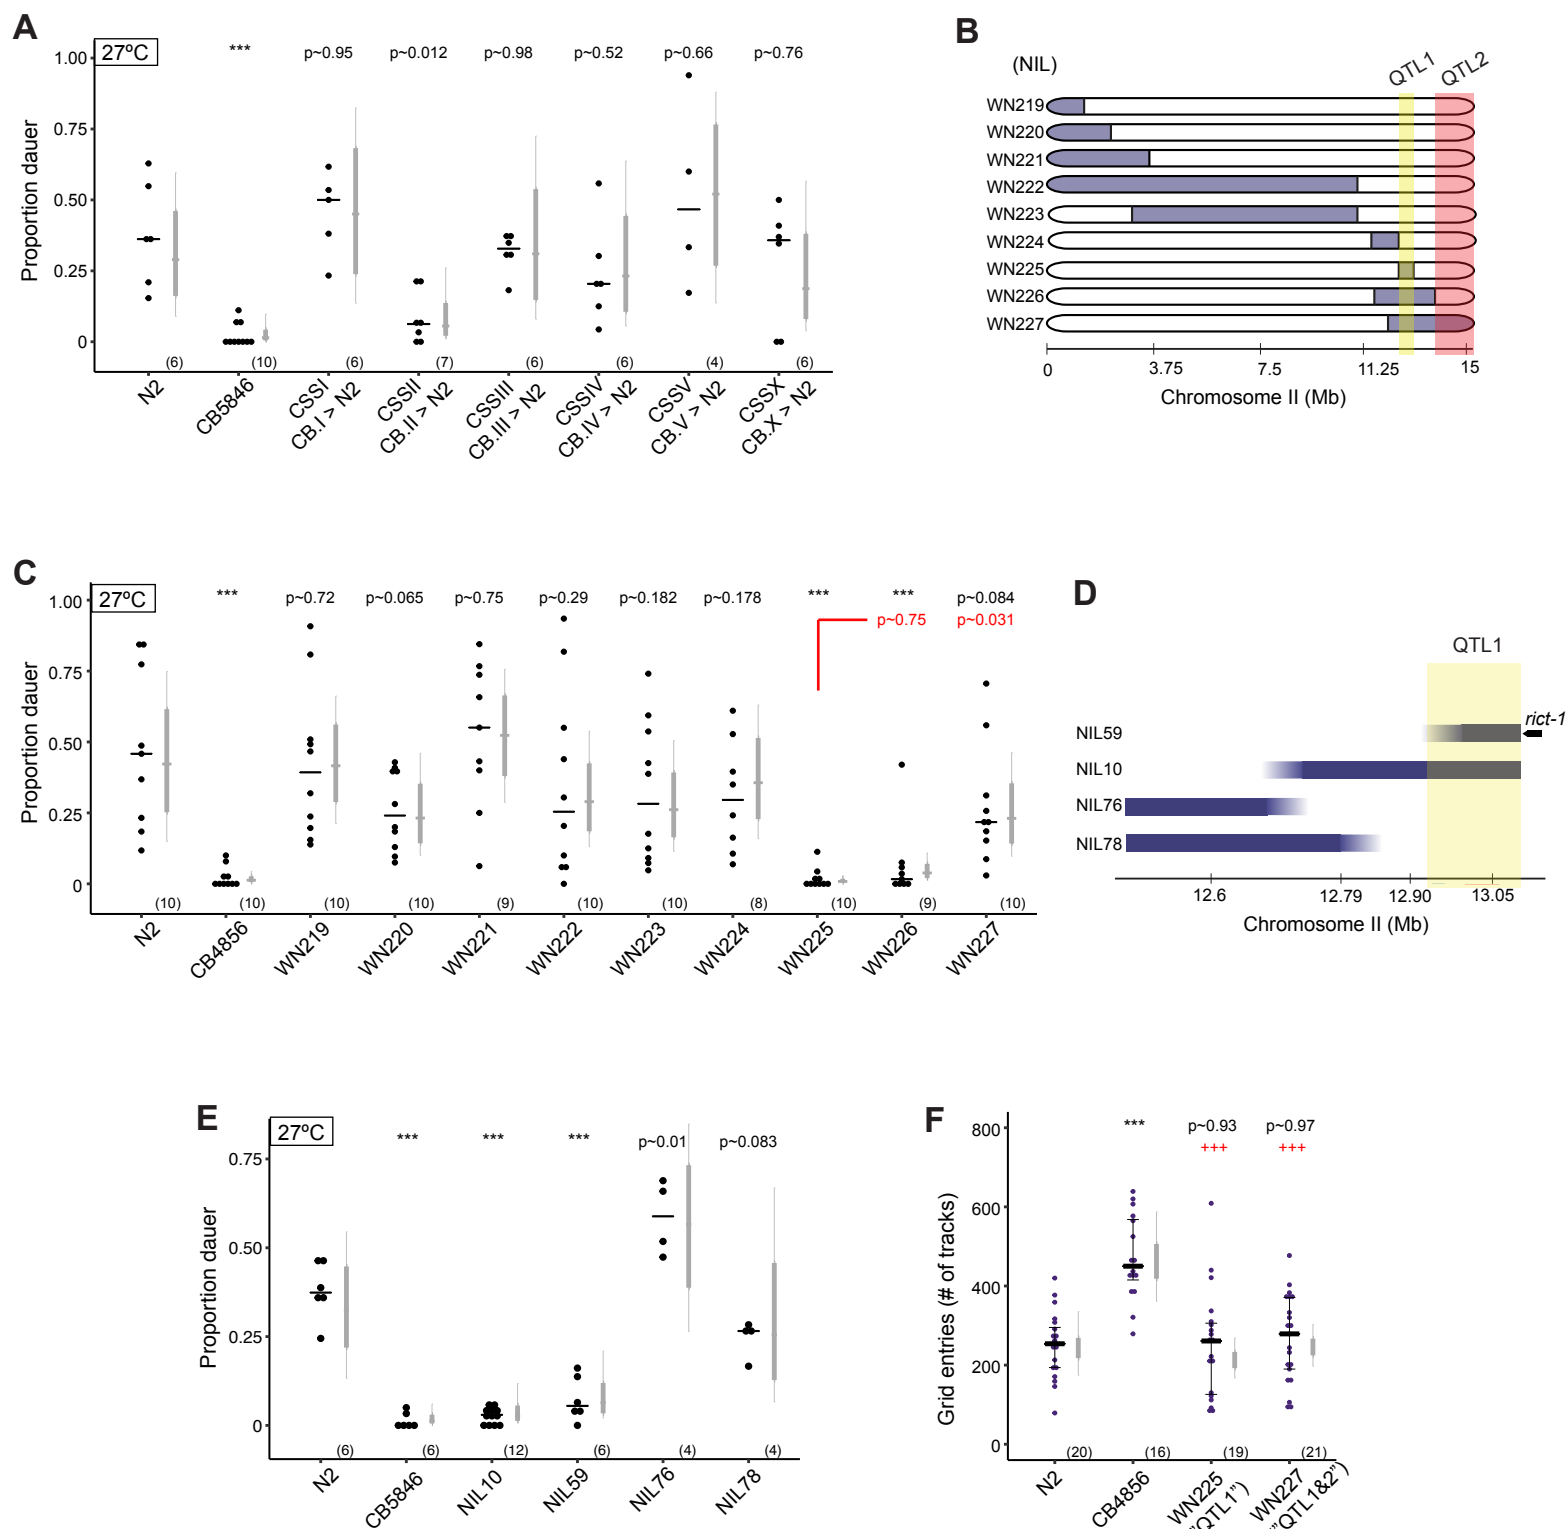 A
27ºC
*** p~0.95 p~0.012 p~0.98 p~0.52 p~0.66 p~0.76
Proportion dauer
1.00
0.75
0.50
0.25
0
(6) (10) (6) (7) (6) (6) (4) (6)
N2
CB5846
CSSI
CB.I > N2
CSSII
CB.II > N2
CSSIII
CB.III > N2
CSSIV
CB.IV > N2
CSSV
CB.V > N2
CSSX
CB.X > N2
B
(NIL)
QTL1
QTL2
WN219
WN220
WN221
WN222
WN223
WN224
WN225
WN226
WN227
0 3.75 7.5 11.25 15
Chromosome II (Mb)
C
27ºC
*** p~0.72 p~0.065 p~0.75 p~0.29 p~0.182 p~0.178 *** *** p~0.084
p~0.75 p~0.031
Proportion dauer
1.00
0.75
0.50
0.25
0
(10) (10) (10) (10) (9) (10) (10) (8) (10) (9) (10)
N2
CB4856
WN219
WN220
WN221
WN222
WN223
WN224
WN225
WN226
WN227
D
QTL1
rict-1
NIL59
NIL10
NIL76
NIL78
12.6 12.79 12.90 13.05
Chromosome II (Mb)
E
27ºC
*** *** *** p~0.01 p~0.083
Proportion dauer
0.75
0.50
0.25
0
(6) (6) (12) (6) (4) (4)
N2
CB5846
NIL10
NIL59
NIL76
NIL78
F
*** p~0.93 p~0.97
+++ +++
Grid entries (# of tracks)
800
600
400
200
0
(20) (16) (19) (21)
N2
CB4856
WN225
"QTL1")
WN227
("QTL1&2")